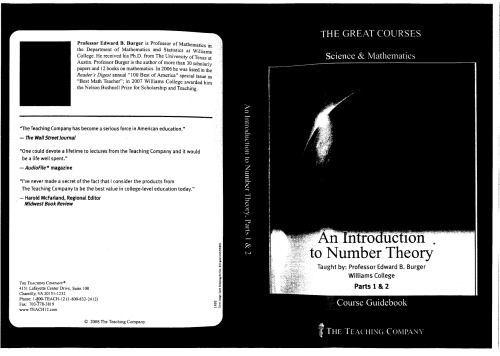 Professor Edward B. Burger is Professor of Mathematics in
the Department of Mathematics and Statistics at Williams
College. He received his Ph.D. from The University of Texas at
Austin. Professor Burger is the author of more than 30 scholarly
papers and 12 books on mathematics. In 2006 he was listed in the
Reader's Digest annual "100 Best of America" special issue as
"Best Math Teacher"; in 2007 Williams College awarded him
the Nelson Bushnell Prize for Scholarship and Teaching.
"The Teaching Company has become a serious force in American education."
— The Wall Street Journal
"One could devote a lifetime to lectures from the Teaching Company and it would
be a life well spent."
— AudioFile® magazine
"I've never made a secret of the fact that I consider the products from
The Teaching Company to be the best value in college-level education today."
— Harold McFarland, Regional Editor
Midwest Book Review
THE TEACHING COMPANY®
4151 Lafayette Center Drive, Suite 100
Chantilly, VA 20151-1232
Phone: 1-800-TEACH-12 (1-800-832-2412)
Fax: 703-378-3819
www.TEACH12.com
© 2008 The Teaching Company.
An Introduction to Number Theory, Parts 1 & 2
THE GREAT COURSES
Science & Mathematics
An Introduction
to Number Theory
Taught by: Professor Edward B. Burger
Williams College
Parts 1 & 2
Course Guidebook
THE TEACHING COMPANY